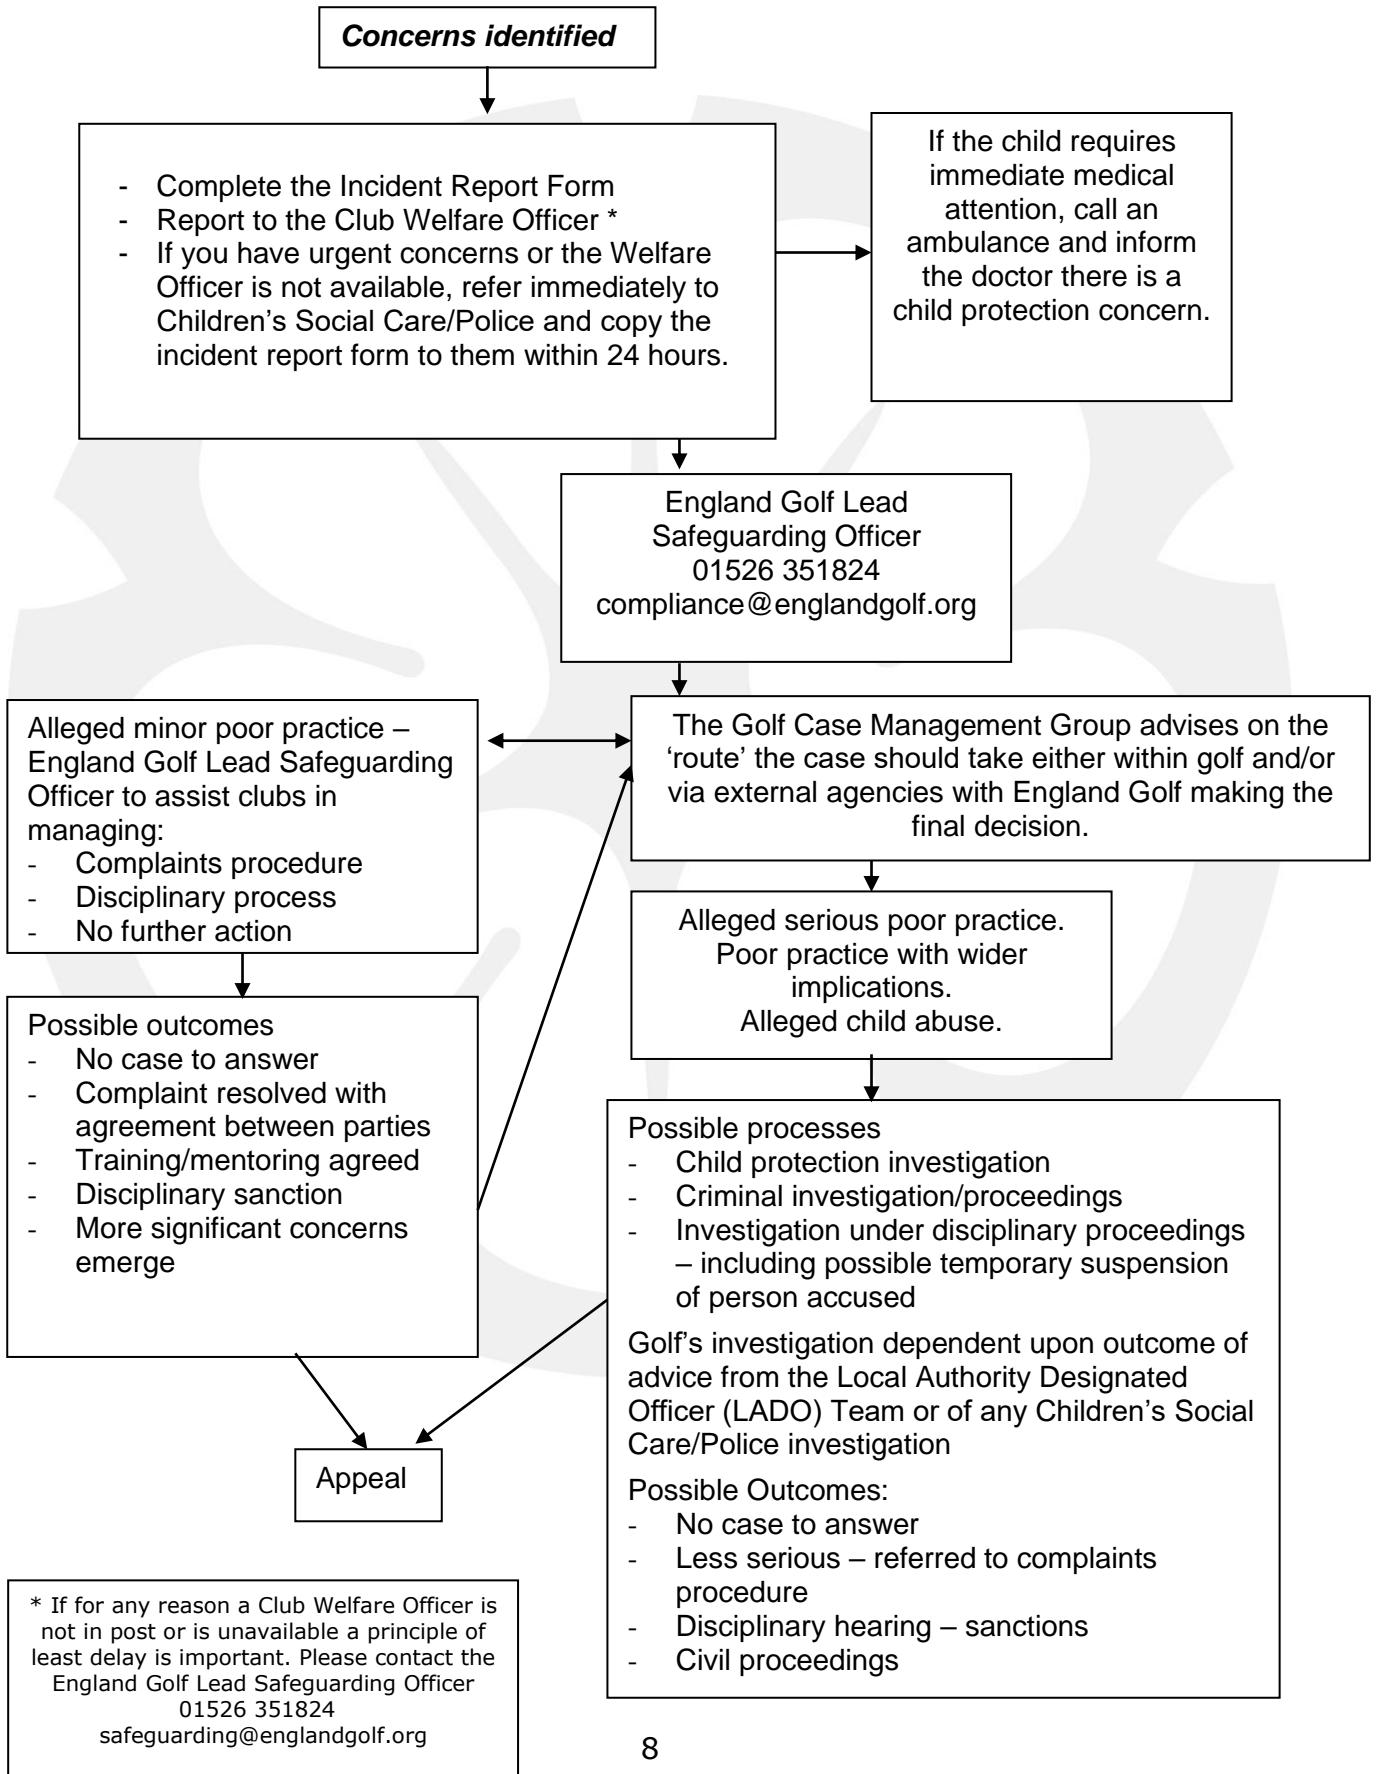 Concerns identified
- Complete the Incident Report Form
- Report to the Club Welfare Officer *
- If you have urgent concerns or the Welfare
Officer is not available, refer immediately to
Children’s Social Care/Police and copy the
incident report form to them within 24 hours.
If the child requires
immediate medical
attention, call an
ambulance and inform
the doctor there is a
child protection concern.
England Golf Lead
Safeguarding Officer
01526 351824
compliance@englandgolf.org
Alleged minor poor practice –
England Golf Lead Safeguarding
Officer to assist clubs in
managing:
- Complaints procedure
- Disciplinary process
- No further action
The Golf Case Management Group advises on the
‘route’ the case should take either within golf and/or
via external agencies with England Golf making the
final decision.
Alleged serious poor practice.
Poor practice with wider
implications.
Alleged child abuse.
Possible outcomes
- No case to answer
- Complaint resolved with
agreement between parties
- Training/mentoring agreed
- Disciplinary sanction
- More significant concerns
emerge
Possible processes
- Child protection investigation
- Criminal investigation/proceedings
- Investigation under disciplinary proceedings
– including possible temporary suspension
of person accused
Golf’s investigation dependent upon outcome of
advice from the Local Authority Designated
Officer (LADO) Team or of any Children’s Social
Care/Police investigation
Possible Outcomes:
- No case to answer
- Less serious – referred to complaints
procedure
- Disciplinary hearing – sanctions
- Civil proceedings
Appeal
* If for any reason a Club Welfare Officer is
not in post or is unavailable a principle of
least delay is important. Please contact the
England Golf Lead Safeguarding Officer
01526 351824
safeguarding@englandgolf.org
8